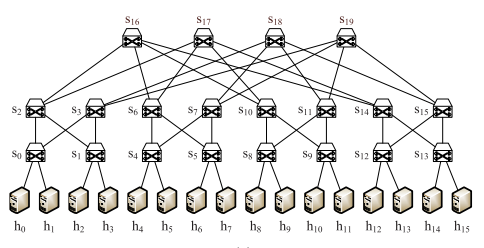 s16 s17 s18 s19
s2 s3 s6 s7 s10 s11 s14 s15
s0 s1 s4 s5 s8 s9 s12 s13
h0 h1 h2 h3 h4 h5 h6 h7 h8 h9 h10 h11 h12 h13 h14 h15